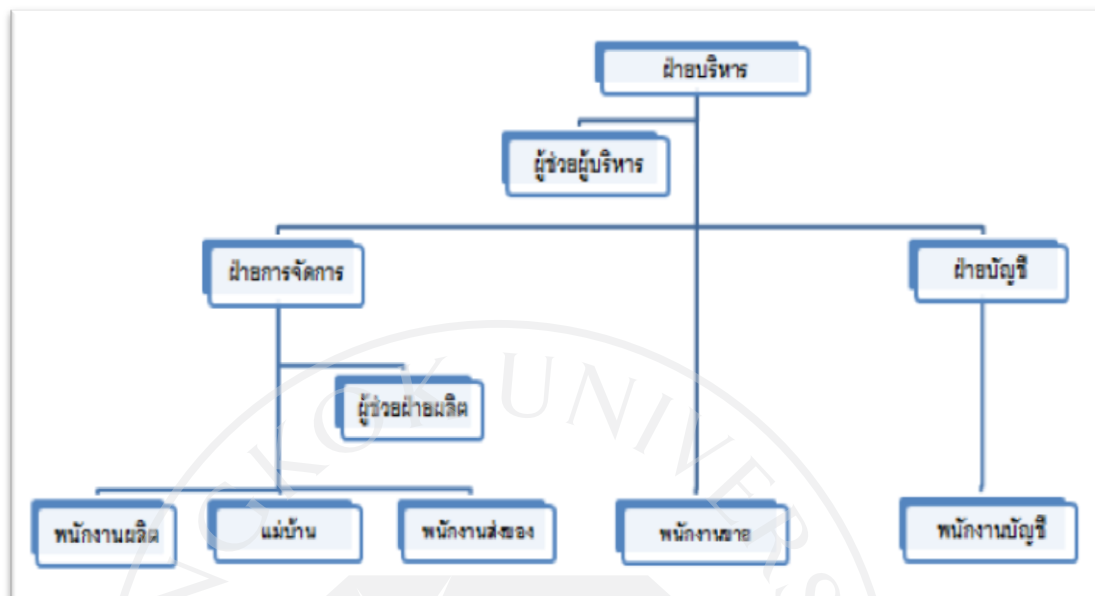 ฝ่ายบริหาร
ผู้ช่วยผู้บริหาร
ฝ่ายการจัดการ
ฝ่ายบัญชี
ผู้ช่วยฝ่ายผลิต
พนักงานผลิต
แม่บ้าน
พนักงานส่งของ
พนักงานขาย
พนักงานบัญชี
NGKOK UNIVERS